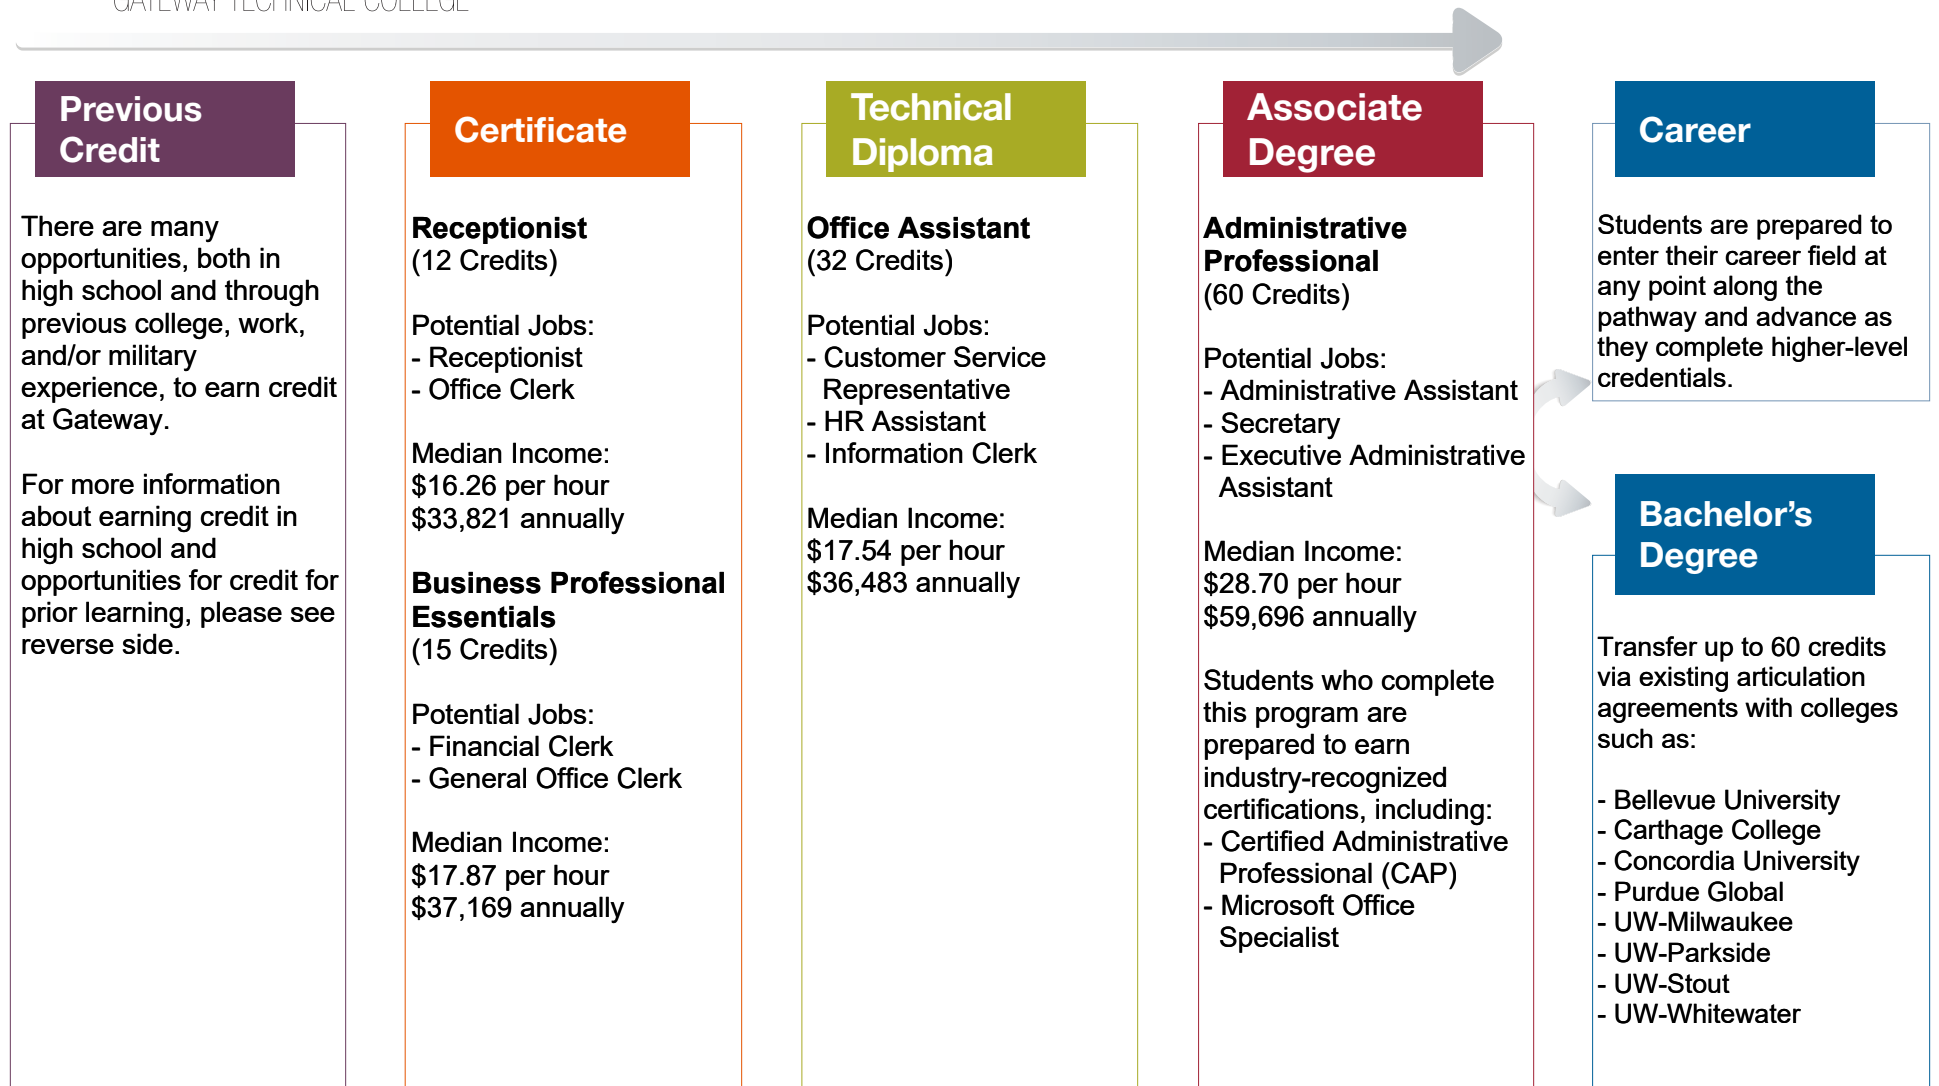 GATEWAY TECHNICAL COLLEGE
Previous
Credit
There are many
opportunities, both in
high school and through
previous college, work,
and/or military
experience, to earn credit
at Gateway.
For more information
about earning credit in
high school and
opportunities for credit for
prior learning, please see
reverse side.
Certificate
Receptionist
(12 Credits)
Potential Jobs:
- Receptionist
- Office Clerk
Median Income:
$16.26 per hour
$33,821 annually
Business Professional
Essentials
(15 Credits)
Potential Jobs:
- Financial Clerk
- General Office Clerk
Median Income:
$17.87 per hour
$37,169 annually
Technical
Diploma
Office Assistant
(32 Credits)
Potential Jobs:
- Customer Service
Representative
- HR Assistant
- Information Clerk
Median Income:
$17.54 per hour
$36,483 annually
Associate
Degree
Administrative
Professional
(60 Credits)
Potential Jobs:
- Administrative Assistant
- Secretary
- Executive Administrative
Assistant
Median Income:
$28.70 per hour
$59,696 annually
Students who complete
this program are
prepared to earn
industry-recognized
certifications, including:
- Certified Administrative
Professional (CAP)
- Microsoft Office
Specialist
Career
Students are prepared to
enter their career field at
any point along the
pathway and advance as
they complete higher-level
credentials.
Bachelor’s
Degree
Transfer up to 60 credits
via existing articulation
agreements with colleges
such as:
- Bellevue University
- Carthage College
- Concordia University
- Purdue Global
- UW-Milwaukee
- UW-Parkside
- UW-Stout
- UW-Whitewater